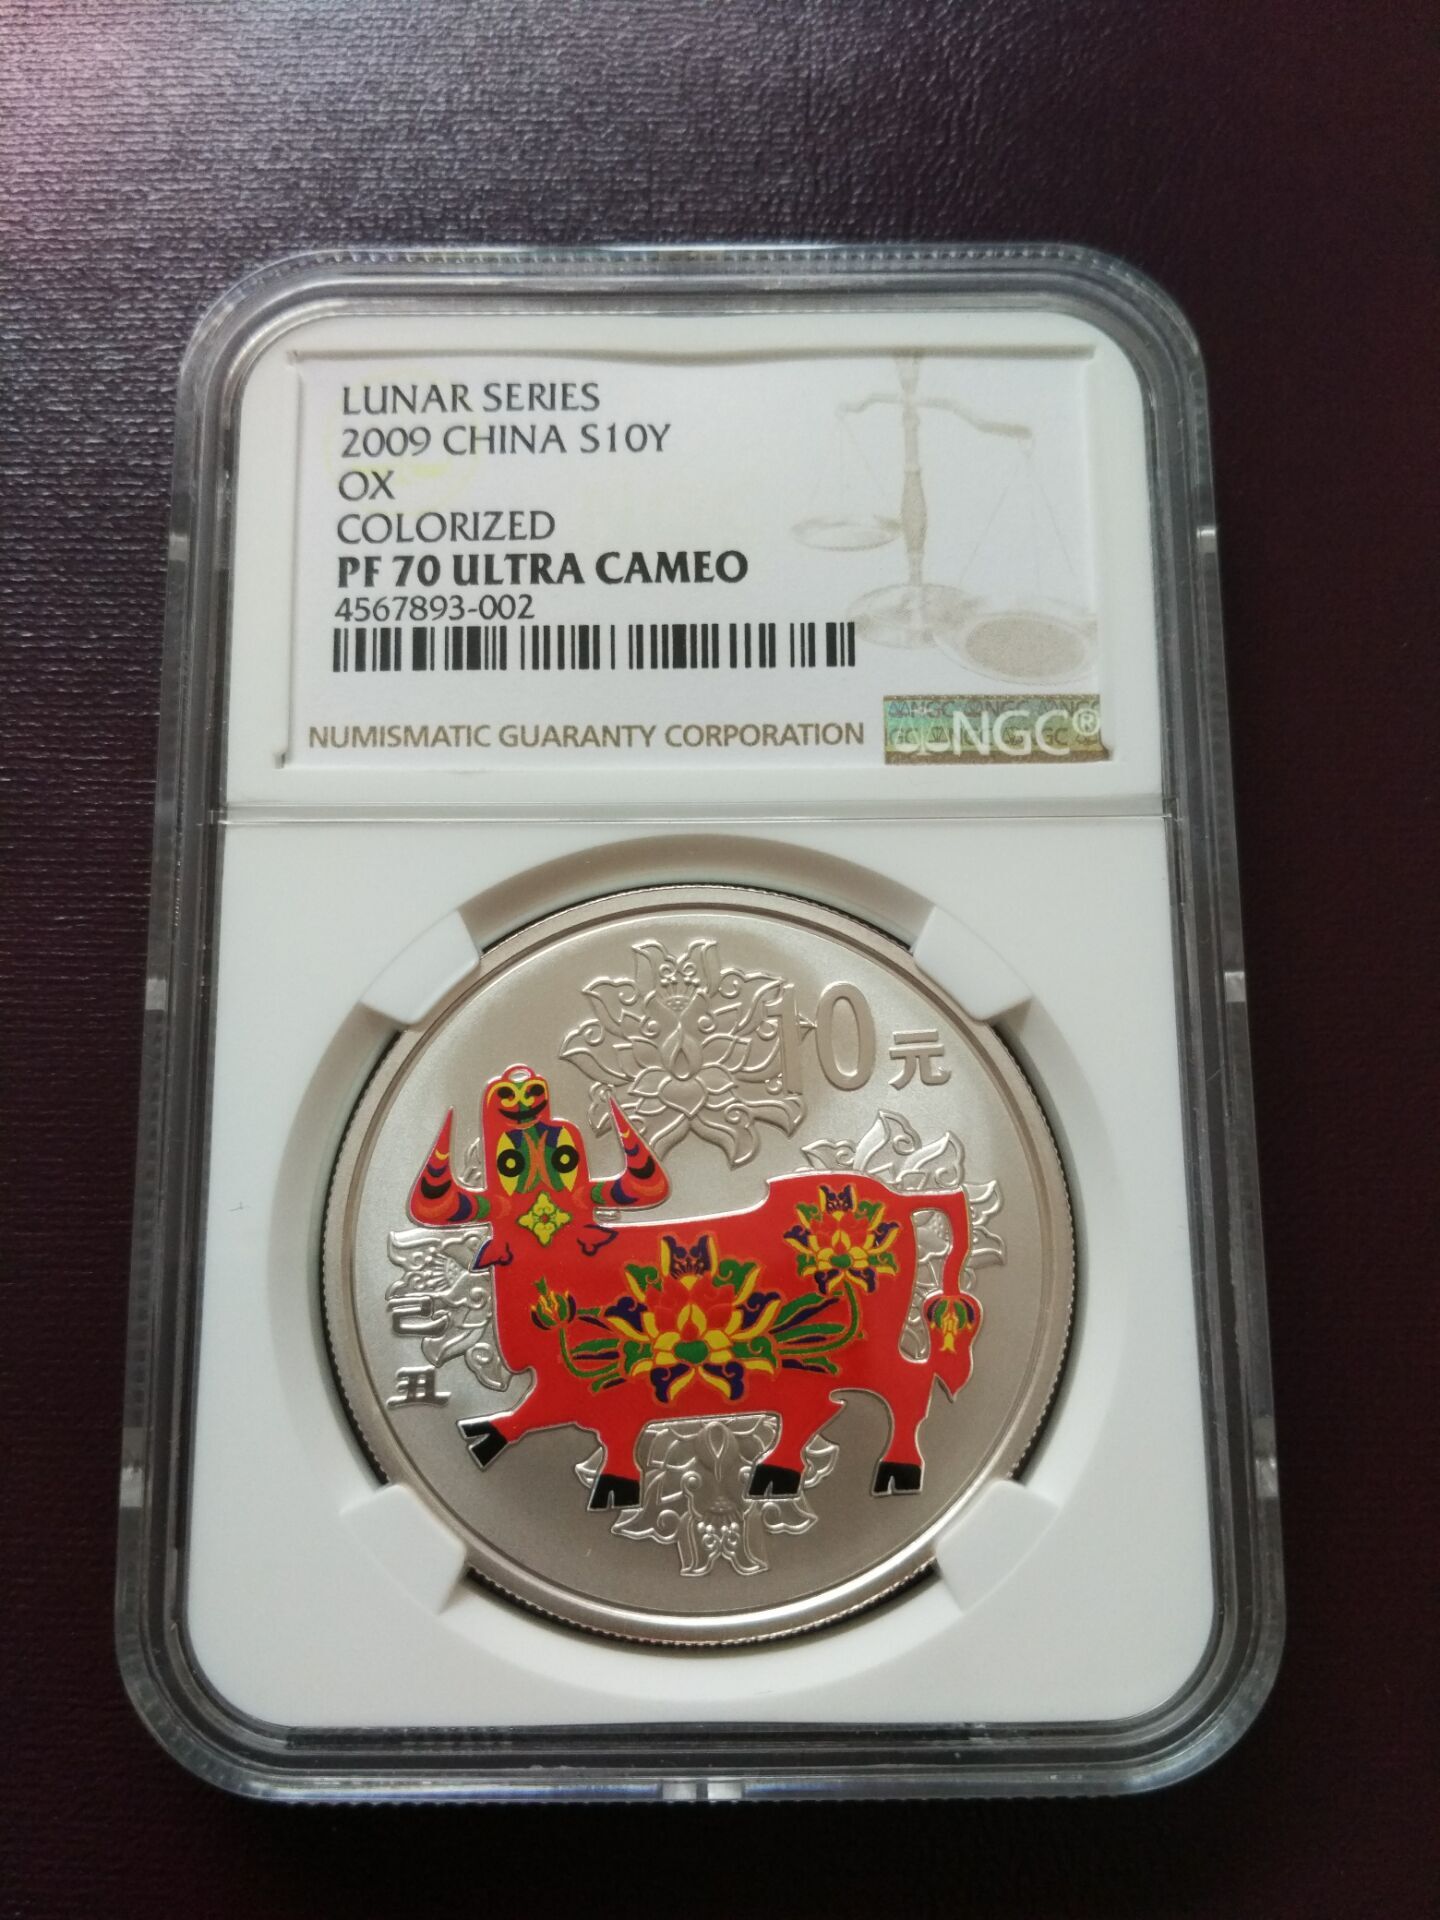 LUNAR SERIES
2009 CHINA S10Y
OX
COLORIZED
PF 70 ULTRA CAMEO
4567893-002
NUMISMATIC GUARANTY CORPORATION
NGC®
10元
己
丑